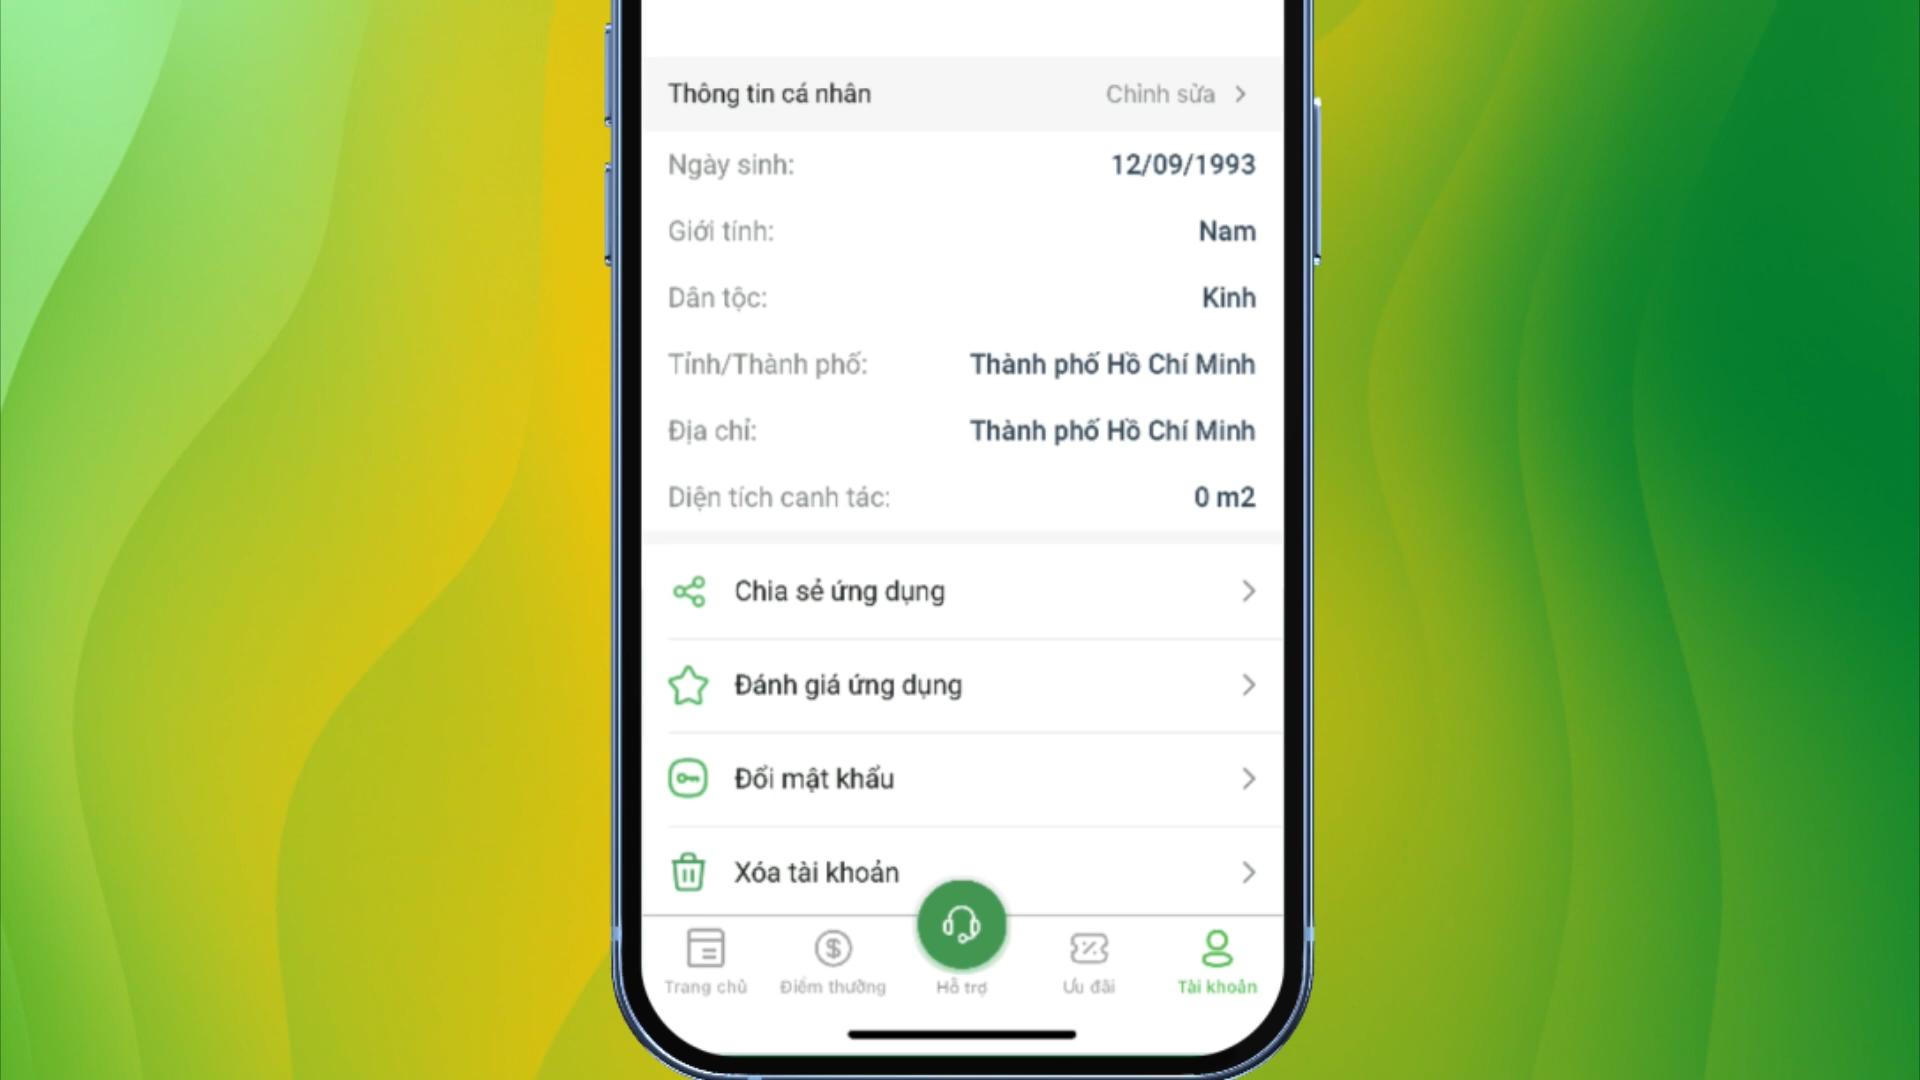 Thông tin cá nhân Chỉnh sửa
Ngày sinh: 12/09/1993
Giới tính: Nam
Dân tộc: Kinh
Tỉnh/Thành phố: Thành phố Hồ Chí Minh
Địa chỉ: Thành phố Hồ Chí Minh
Diện tích canh tác: 0 m2
Chia sẻ ứng dụng
Đánh giá ứng dụng
Đổi mật khẩu
Xóa tài khoản
Trang chủ Điểm thưởng Hỗ trợ Ưu đãi Tài khoản